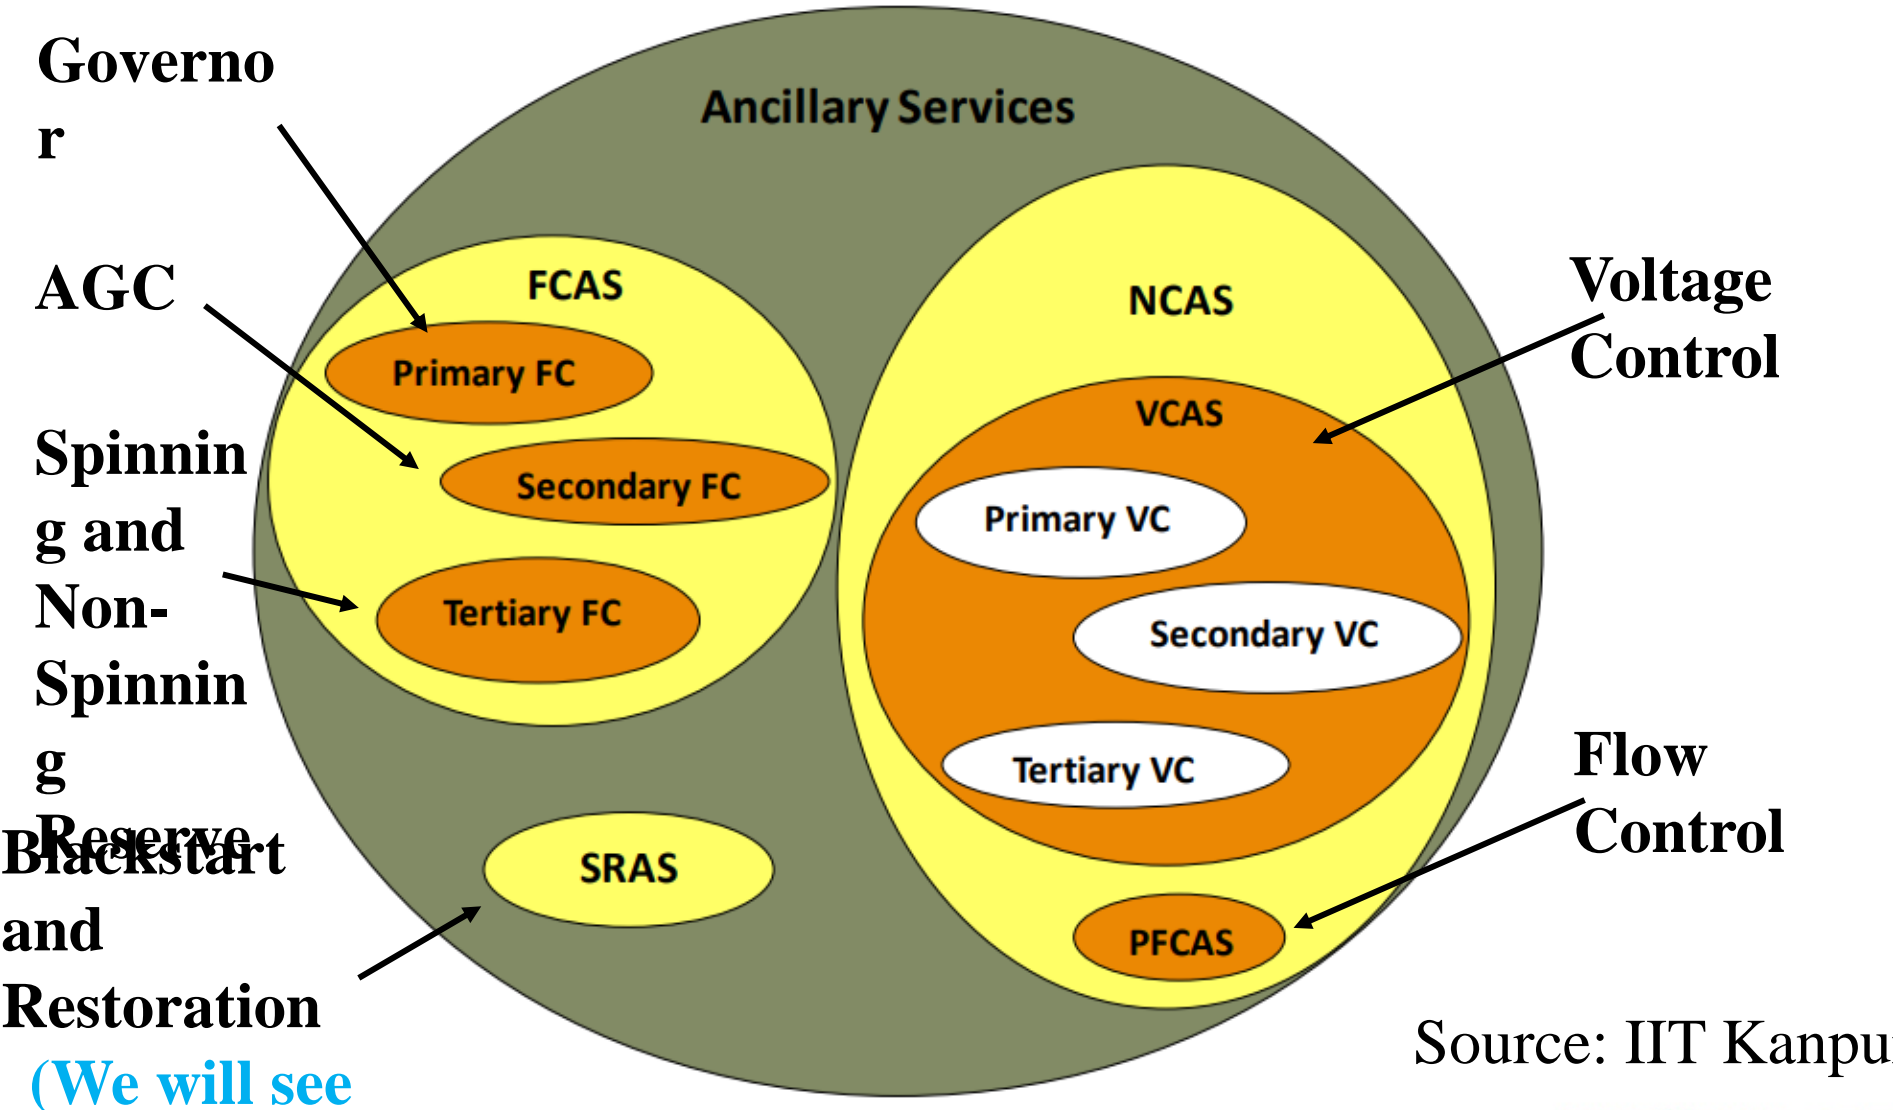 Governo
r
Ancillary Services
AGC
FCAS
Primary FC
Secondary FC
Tertiary FC
Spinnin
g and
Non-
Spinnin
g
Reserve
Blackstart
and
Restoration
(We will see
SRAS
NCAS
VCAS
Primary VC
Secondary VC
Tertiary VC
PFCAS
Voltage
Control
Flow
Control
Source: IIT Kanpu